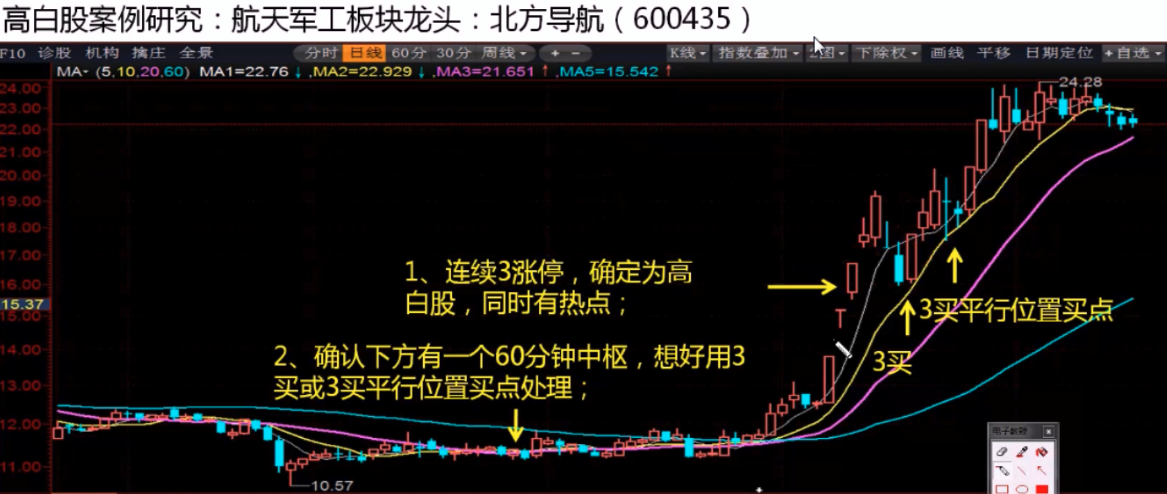 高白股案例研究：航天军工板块龙头：北方导航（600435）
F10 诊股 机构 擒庄 全景 分时 日线 60分 30分 周线 + - K线 指数叠加 下除权 画线 平移 日期定位 +自选
MA (5,10,20,60) MA1=22.76 ↓ ,MA2=22.929 ↓ ,MA3=21.651 ↑ ,MA5=15.542 ↑
24.00
24.28
23.00
22.00
21.00
20.00
19.00
18.00
17.00
1、连续3涨停，确定为高
白股，同时有热点；
16.00
15.37
15.00
3买平行位置买点
14.00
3买
2、确认下方有一个60分钟中枢，想好用3
买或3买平行位置买点处理；
13.00
12.00
11.00
10.57